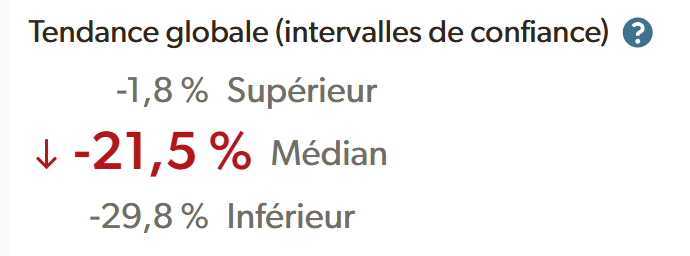 Tendance globale (intervalles de confiance) ?
-1,8 % Supérieur
↓ -21,5 % Médian
-29,8 % Inférieur